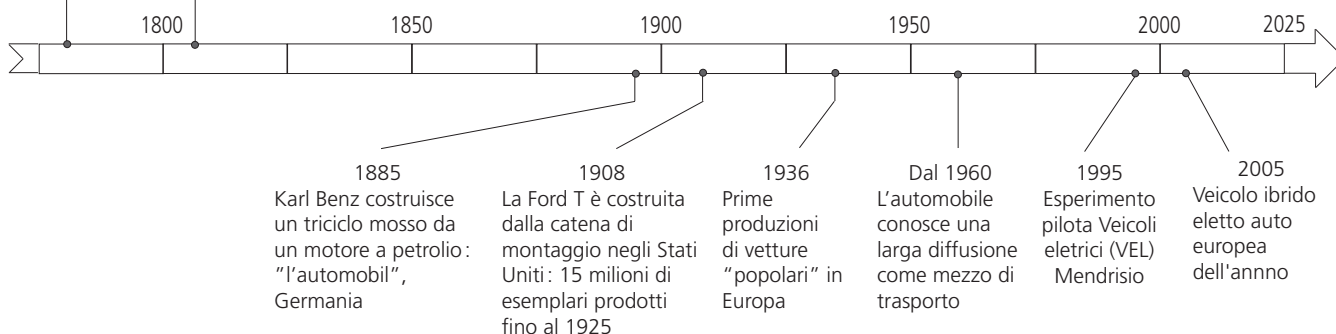 1800 1850 1900 1950 2000 2025
1885
Karl Benz costruisce
un triciclo mosso da
un motore a petrolio:
"l'automobil",
Germania
1908
La Ford T è costruita
dalla catena di
montaggio negli Stati
Uniti: 15 milioni di
esemplari prodotti
fino al 1925
1936
Prime
produzioni
di vetture
"popolari" in
Europa
Dal 1960
L'automobile
conosce una
larga diffusione
come mezzo di
trasporto
1995
Esperimento
pilota Veicoli
eletrici (VEL)
Mendrisio
2005
Veicolo ibrido
eletto auto
europea
dell'annno